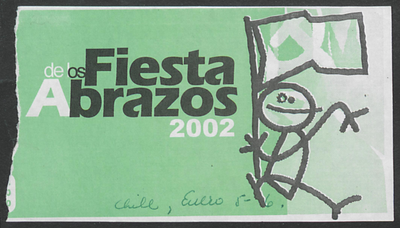 Fiesta
de los
Abrazos
2002
Chile, Enero 5-6.